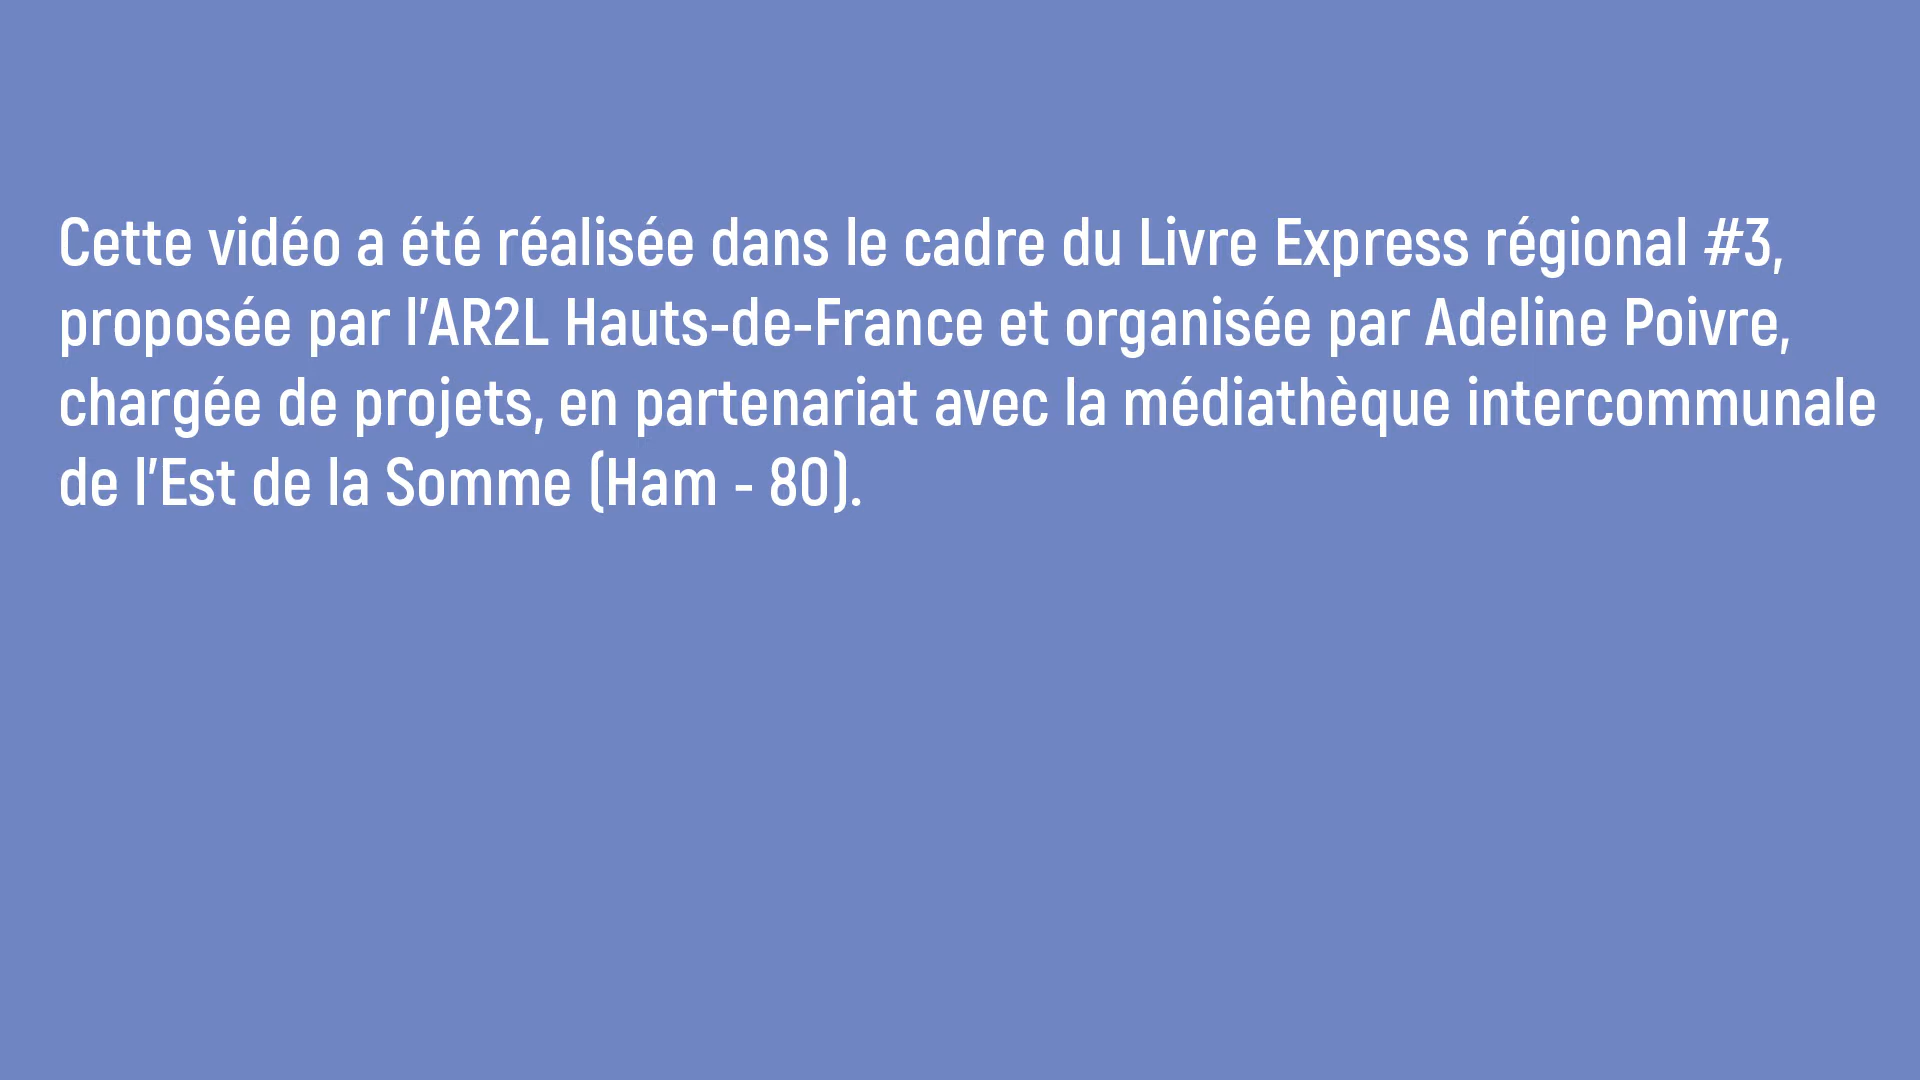 Cette vidéo a été réalisée dans le cadre du Livre Express régional #3,
proposée par l'AR2L Hauts-de-France et organisée par Adeline Poivre,
chargée de projets, en partenariat avec la médiathèque intercommunale
de l'Est de la Somme (Ham - 80).